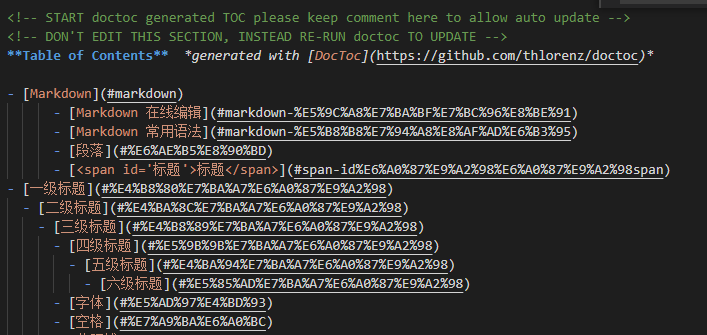 <!-- START doctoc generated TOC please keep comment here to allow auto update -->
<!-- DON'T EDIT THIS SECTION, INSTEAD RE-RUN doctoc TO UPDATE -->
**Table of Contents**  *generated with [DocToc](https://github.com/thlorenz/doctoc)*
- [Markdown](#markdown)
- [Markdown 在线编辑](#markdown-%E5%9C%A8%E7%BA%BF%E7%BC%96%E8%BE%91)
- [Markdown 常用语法](#markdown-%E5%B8%B8%E7%94%A8%E8%AF%AD%E6%B3%95)
- [段落](#%E6%AE%B5%E8%90%BD)
- [<span id='标题'>标题</span>](#span-id%E6%A0%87%E9%A2%98%E6%A0%87%E9%A2%98span)
- [一级标题](#%E4%B8%80%E7%BA%A7%E6%A0%87%E9%A2%98)
- [二级标题](#%E4%BA%8C%E7%BA%A7%E6%A0%87%E9%A2%98)
- [三级标题](#%E4%B8%89%E7%BA%A7%E6%A0%87%E9%A2%98)
- [四级标题](#%E5%9B%9B%E7%BA%A7%E6%A0%87%E9%A2%98)
- [五级标题](#%E4%BA%94%E7%BA%A7%E6%A0%87%E9%A2%98)
- [六级标题](#%E5%85%AD%E7%BA%A7%E6%A0%87%E9%A2%98)
- [字体](#%E5%AD%97%E4%BD%93)
- [空格](#%E7%A9%BA%E6%A0%BC)